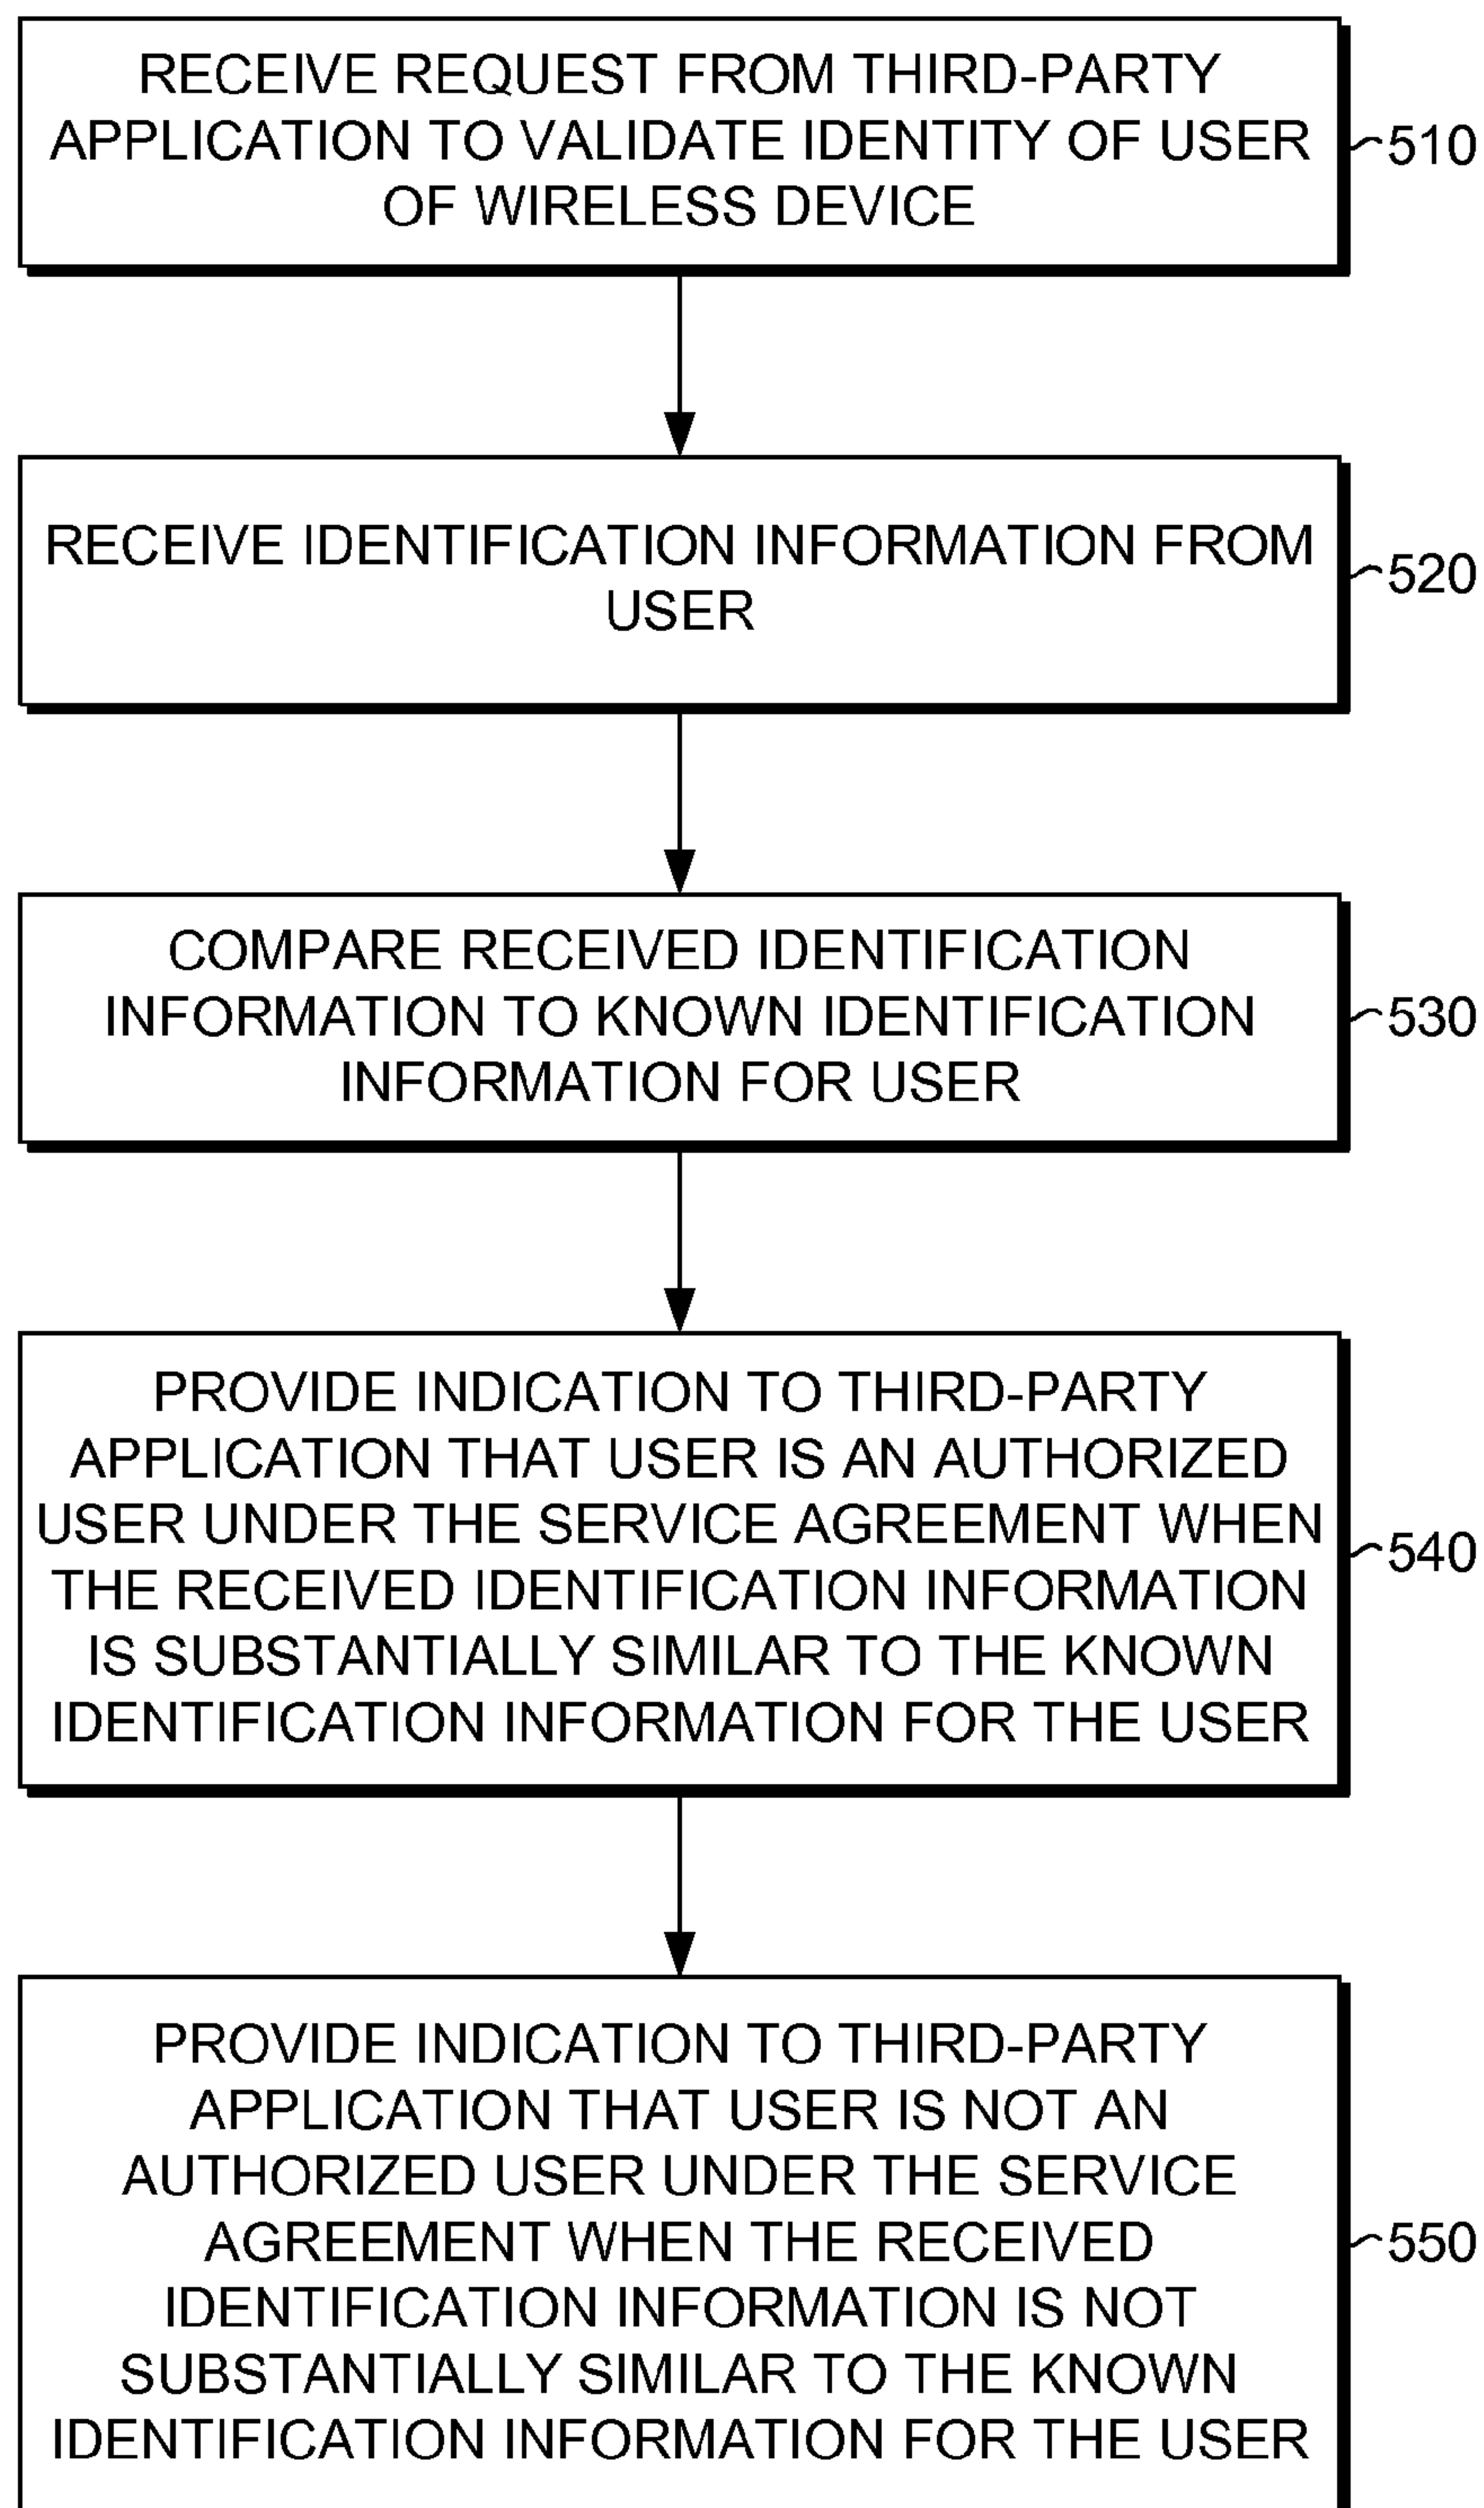 RECEIVE REQUEST FROM THIRD-PARTY
APPLICATION TO VALIDATE IDENTITY OF USER
OF WIRELESS DEVICE
510
RECEIVE IDENTIFICATION INFORMATION FROM
USER
520
COMPARE RECEIVED IDENTIFICATION
INFORMATION TO KNOWN IDENTIFICATION
INFORMATION FOR USER
530
PROVIDE INDICATION TO THIRD-PARTY
APPLICATION THAT USER IS AN AUTHORIZED
USER UNDER THE SERVICE AGREEMENT WHEN
THE RECEIVED IDENTIFICATION INFORMATION
IS SUBSTANTIALLY SIMILAR TO THE KNOWN
IDENTIFICATION INFORMATION FOR THE USER
540
PROVIDE INDICATION TO THIRD-PARTY
APPLICATION THAT USER IS NOT AN
AUTHORIZED USER UNDER THE SERVICE
AGREEMENT WHEN THE RECEIVED
IDENTIFICATION INFORMATION IS NOT
SUBSTANTIALLY SIMILAR TO THE KNOWN
IDENTIFICATION INFORMATION FOR THE USER
550